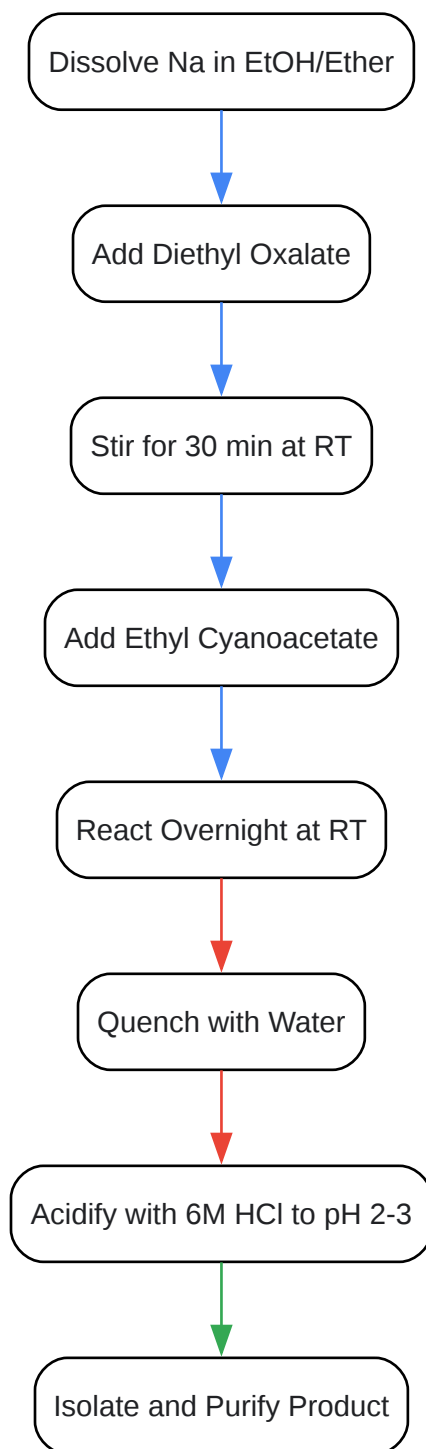 Dissolve Na in EtOH/Ether
Add Diethyl Oxalate
Stir for 30 min at RT
Add Ethyl Cyanoacetate
React Overnight at RT
Quench with Water
Acidify with 6M HCl to pH 2-3
Isolate and Purify Product